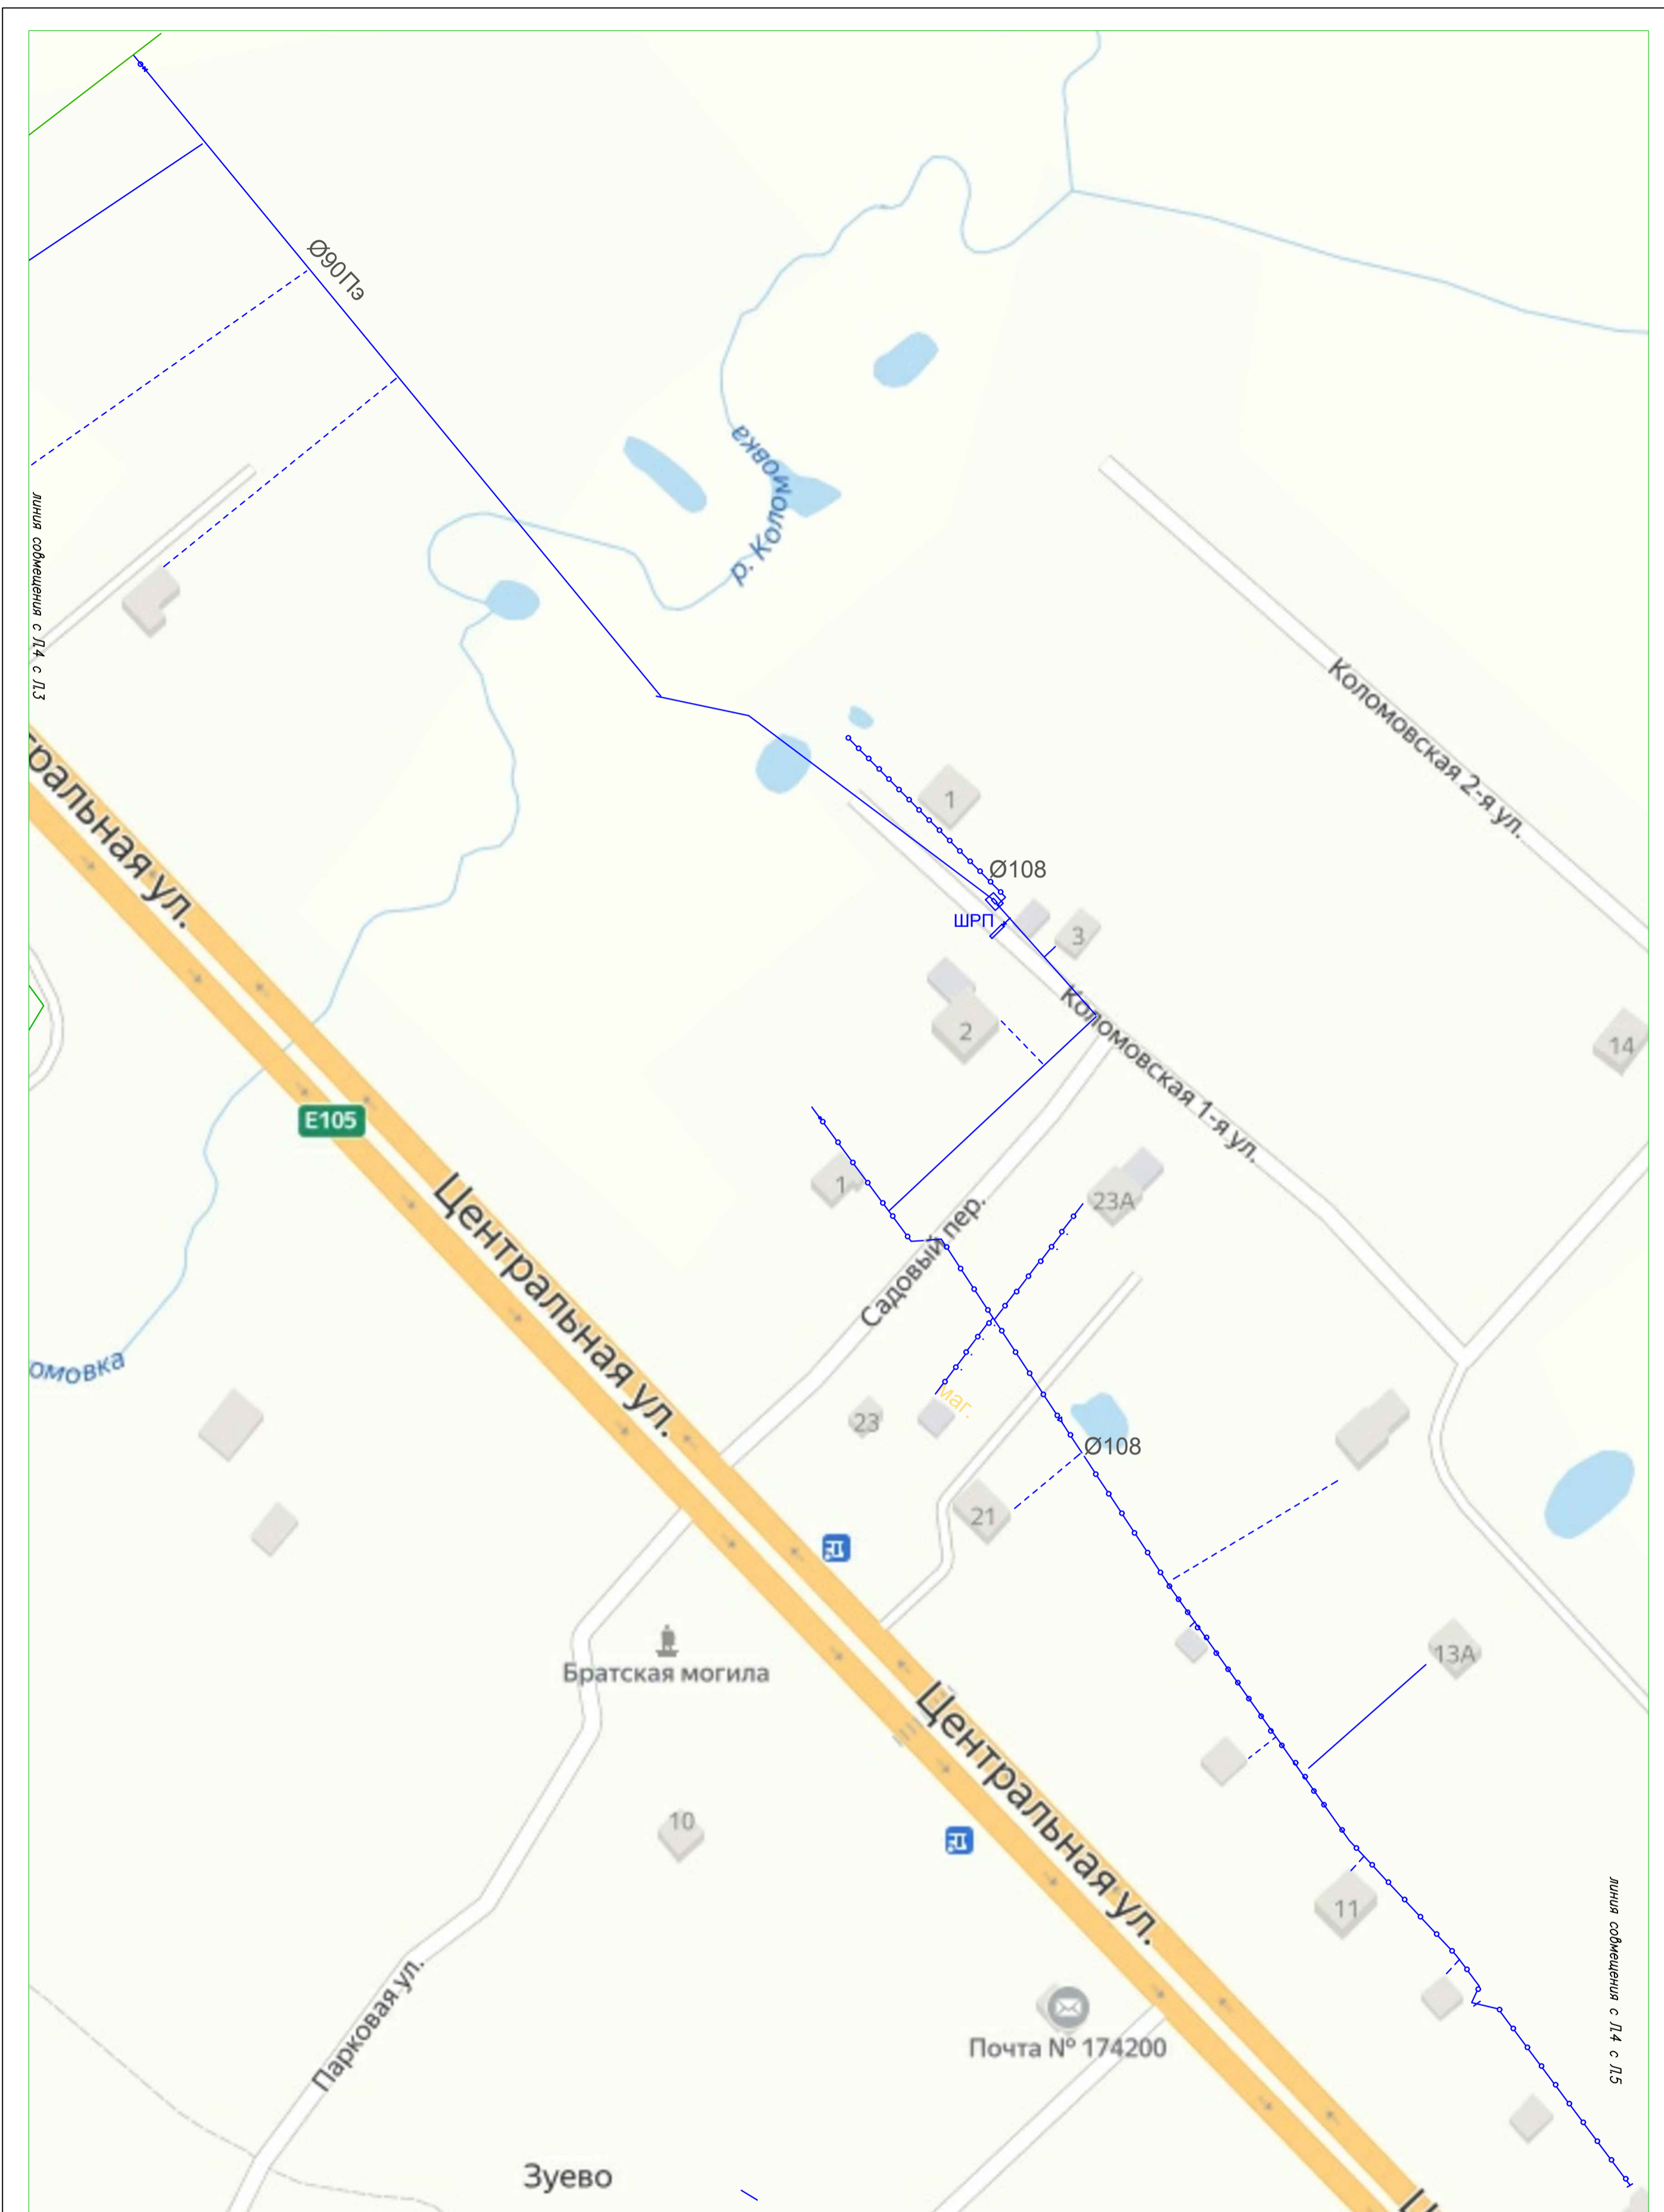 Ø90Пэ
р. Коломовка
линия совмещения с Л4 с Л3
Коломовская 2-я ул.
тральная ул.
1
Ø108
ШРП
3
2
Коломовская 1-я ул.
14
E105
1
23А
Центральная ул.
Садовый пер.
омовка
маг.
23
Ø108
21
Братская могила
13А
Центральная ул.
10
11
линия совмещения с Л4 с Л5
Парковая ул.
Почта № 174200
Зуево
Ц